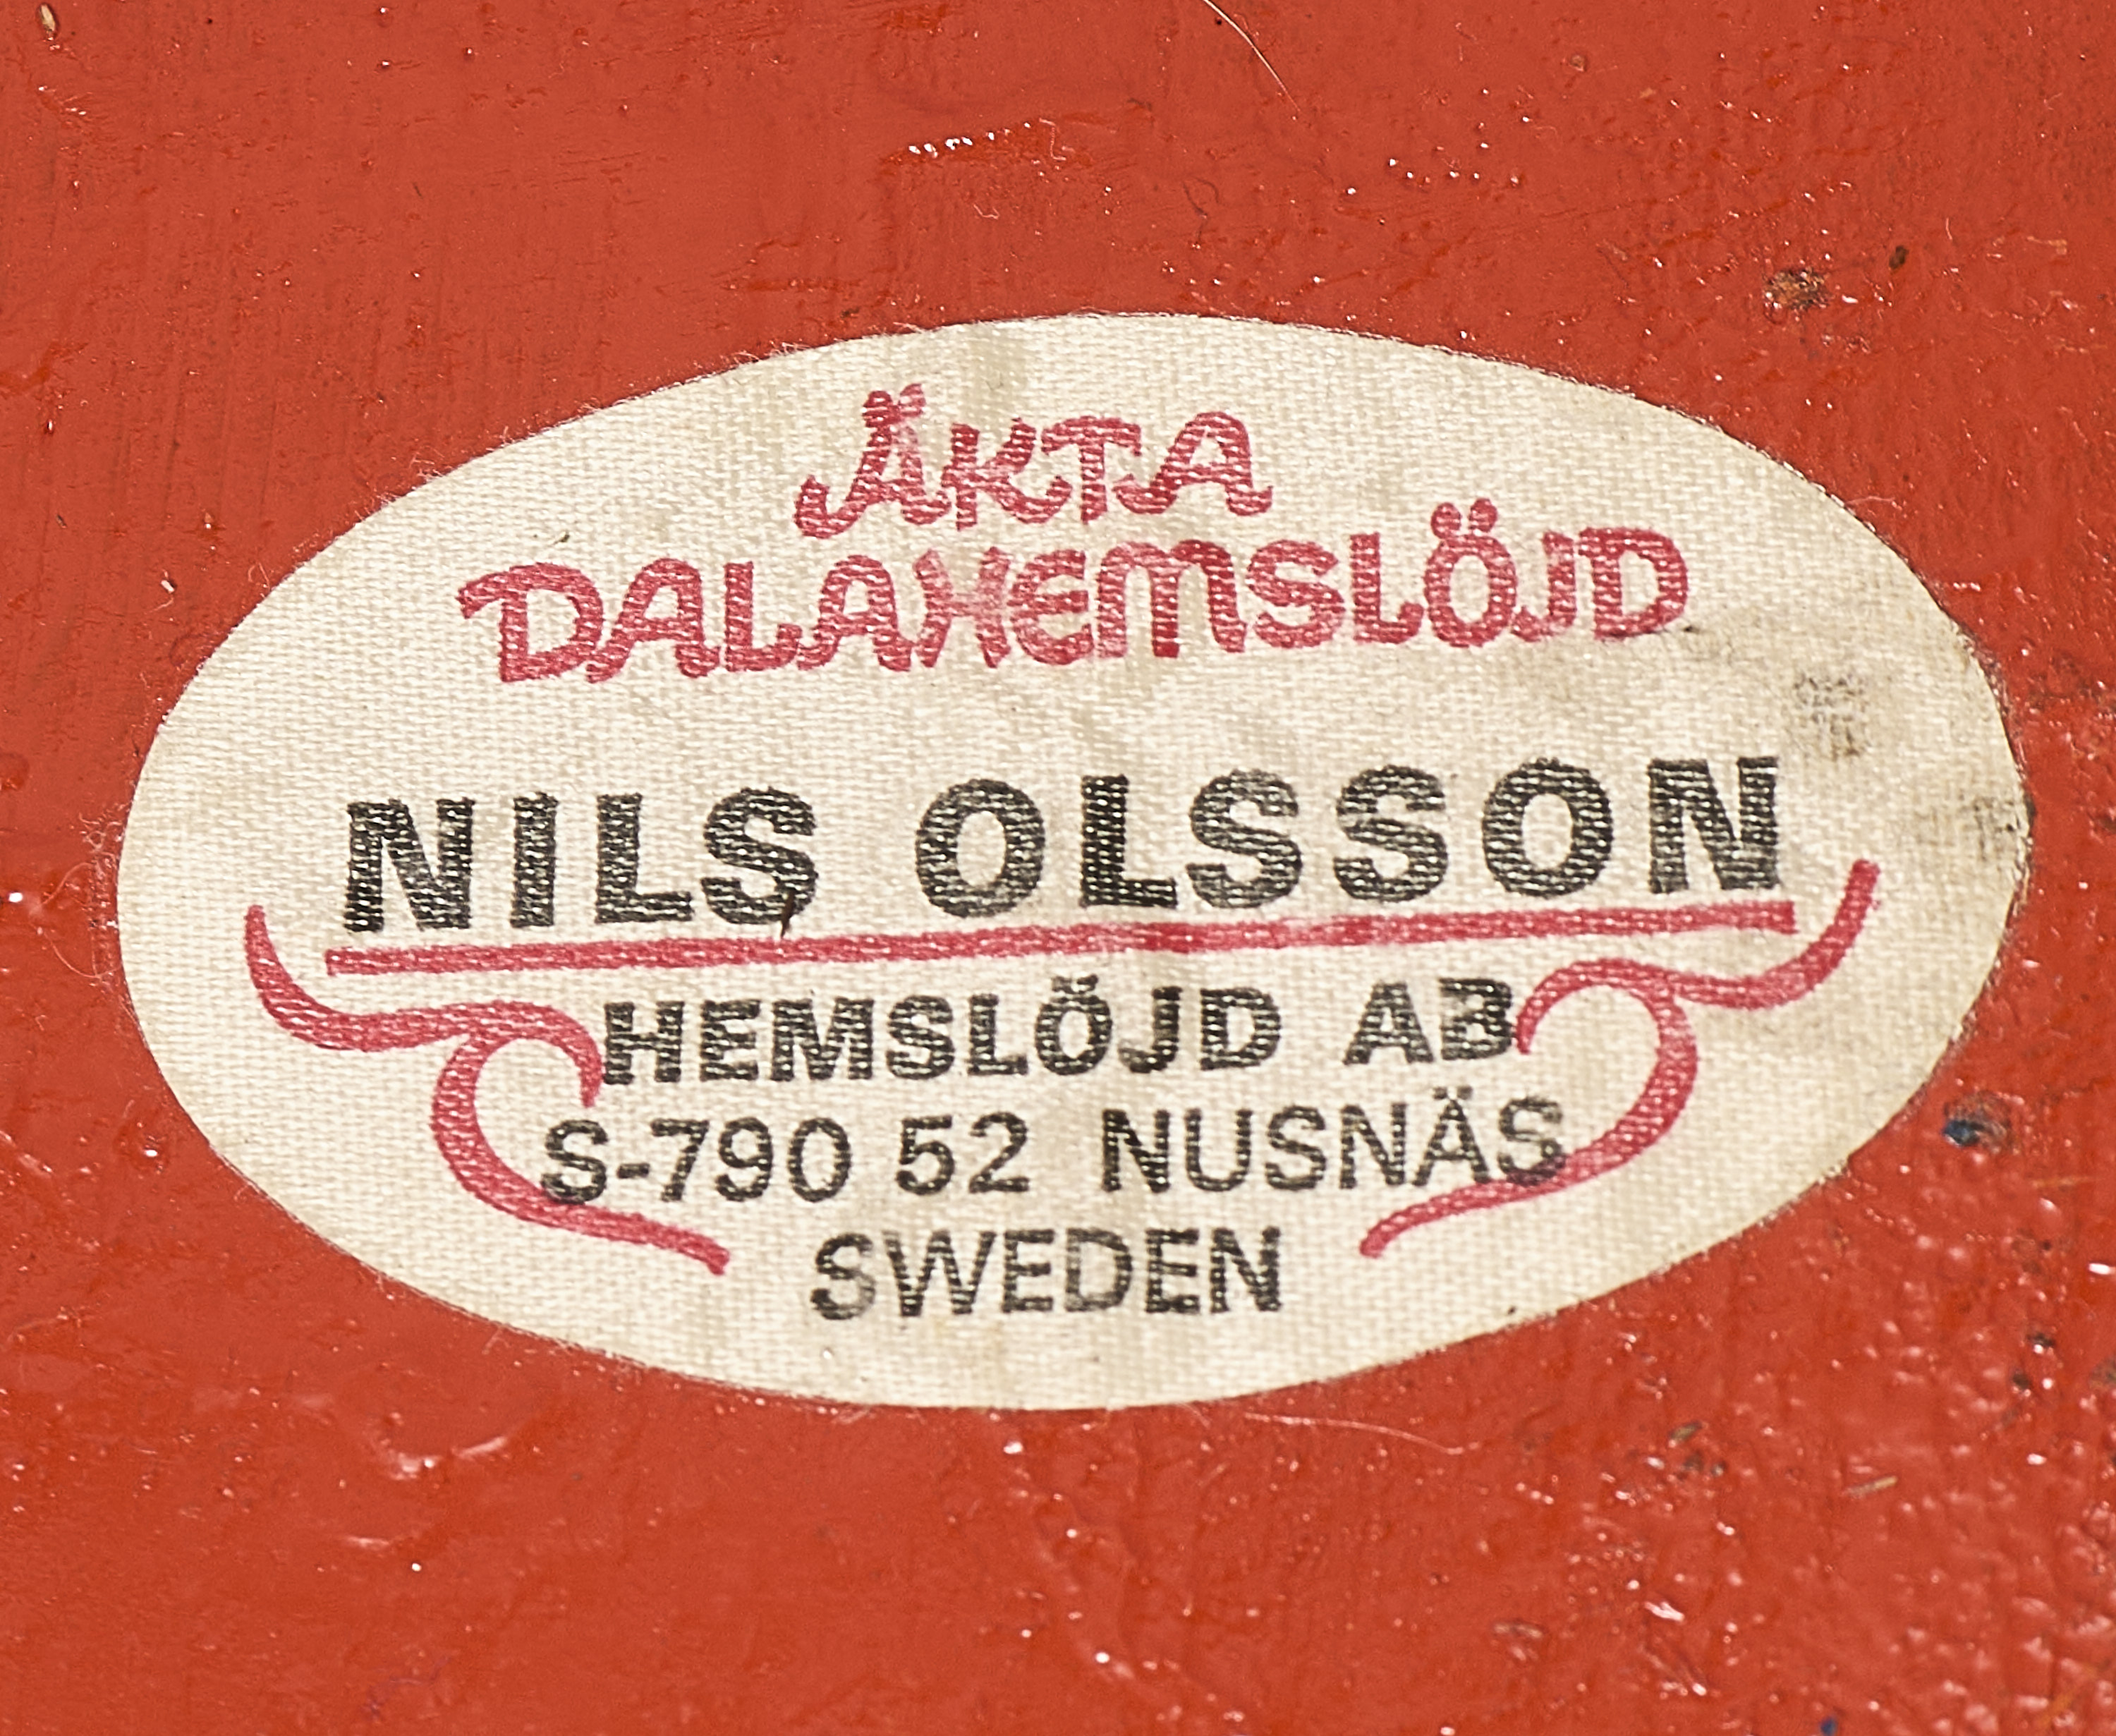 ÄKTA
DALAHEMSLÖJD
NILS OLSSON
HEMSLÖJD AB
S-790 52 NUSNÄS
SWEDEN